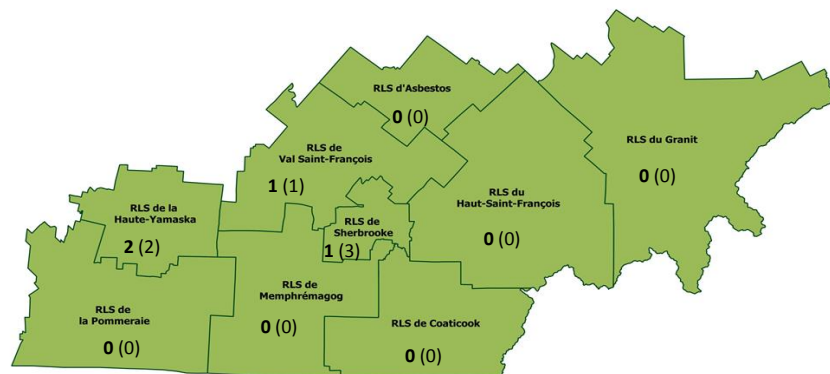 RLS d'Asbestos
0 (0)
RLS du Granit
0 (0)
RLS de
Val Saint-François
1 (1)
RLS du
Haut-Saint-François
0 (0)
RLS de la
Haute-Yamaska
2 (2)
RLS de
Sherbrooke
1 (3)
RLS de
la Pommeraie
0 (0)
RLS de
Memphrémagog
0 (0)
RLS de Coaticook
0 (0)